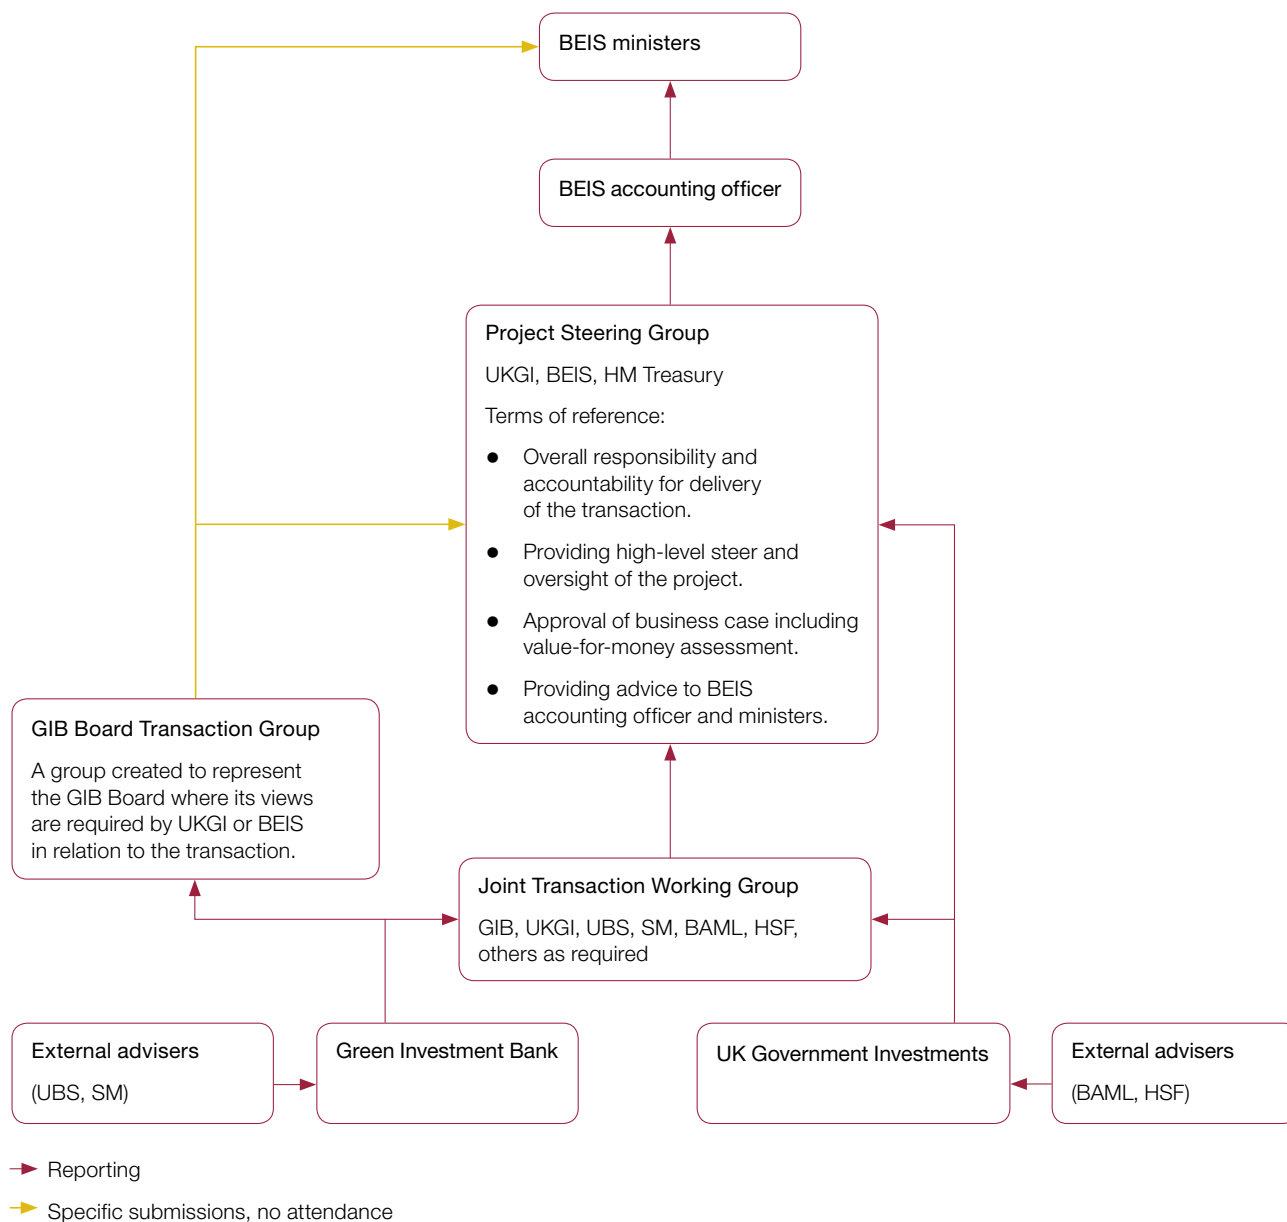 BEIS ministers
BEIS accounting officer
Project Steering Group
UKGI, BEIS, HM Treasury
Terms of reference:
● Overall responsibility and
accountability for delivery
of the transaction.
● Providing high-level steer and
oversight of the project.
● Approval of business case including
value-for-money assessment.
● Providing advice to BEIS
accounting officer and ministers.
GIB Board Transaction Group
A group created to represent
the GIB Board where its views
are required by UKGI or BEIS
in relation to the transaction.
Joint Transaction Working Group
GIB, UKGI, UBS, SM, BAML, HSF,
others as required
External advisers
(UBS, SM)
Green Investment Bank
UK Government Investments
External advisers
(BAML, HSF)
Reporting
Specific submissions, no attendance